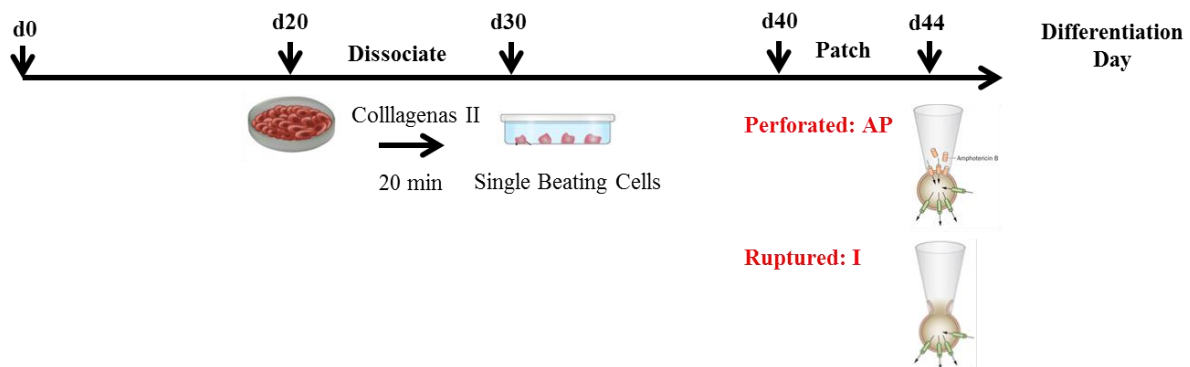 d0
d20
d30
d40
d44
Dissociate
Patch
Differentiation
Day
Colllagenas II
20 min
Single Beating Cells
Perforated: AP
Amphotericin B
Ruptured: I